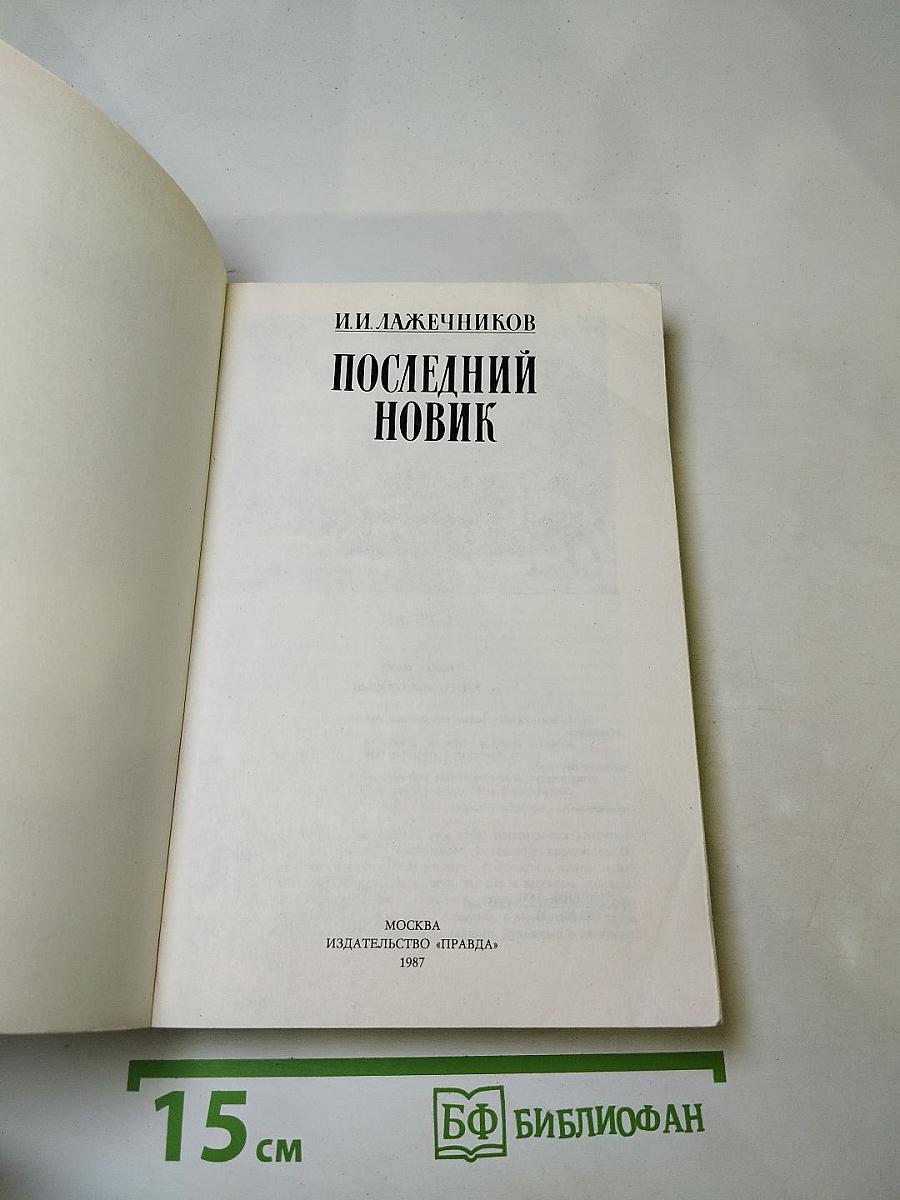 И.И.ЛАЖЕЧНИКОВ
ПОСЛЕДНИЙ
НОВИК
МОСКВА
ИЗДАТЕЛЬСТВО «ПРАВДА»
1987
15 см
БФ БИБЛИОФАН